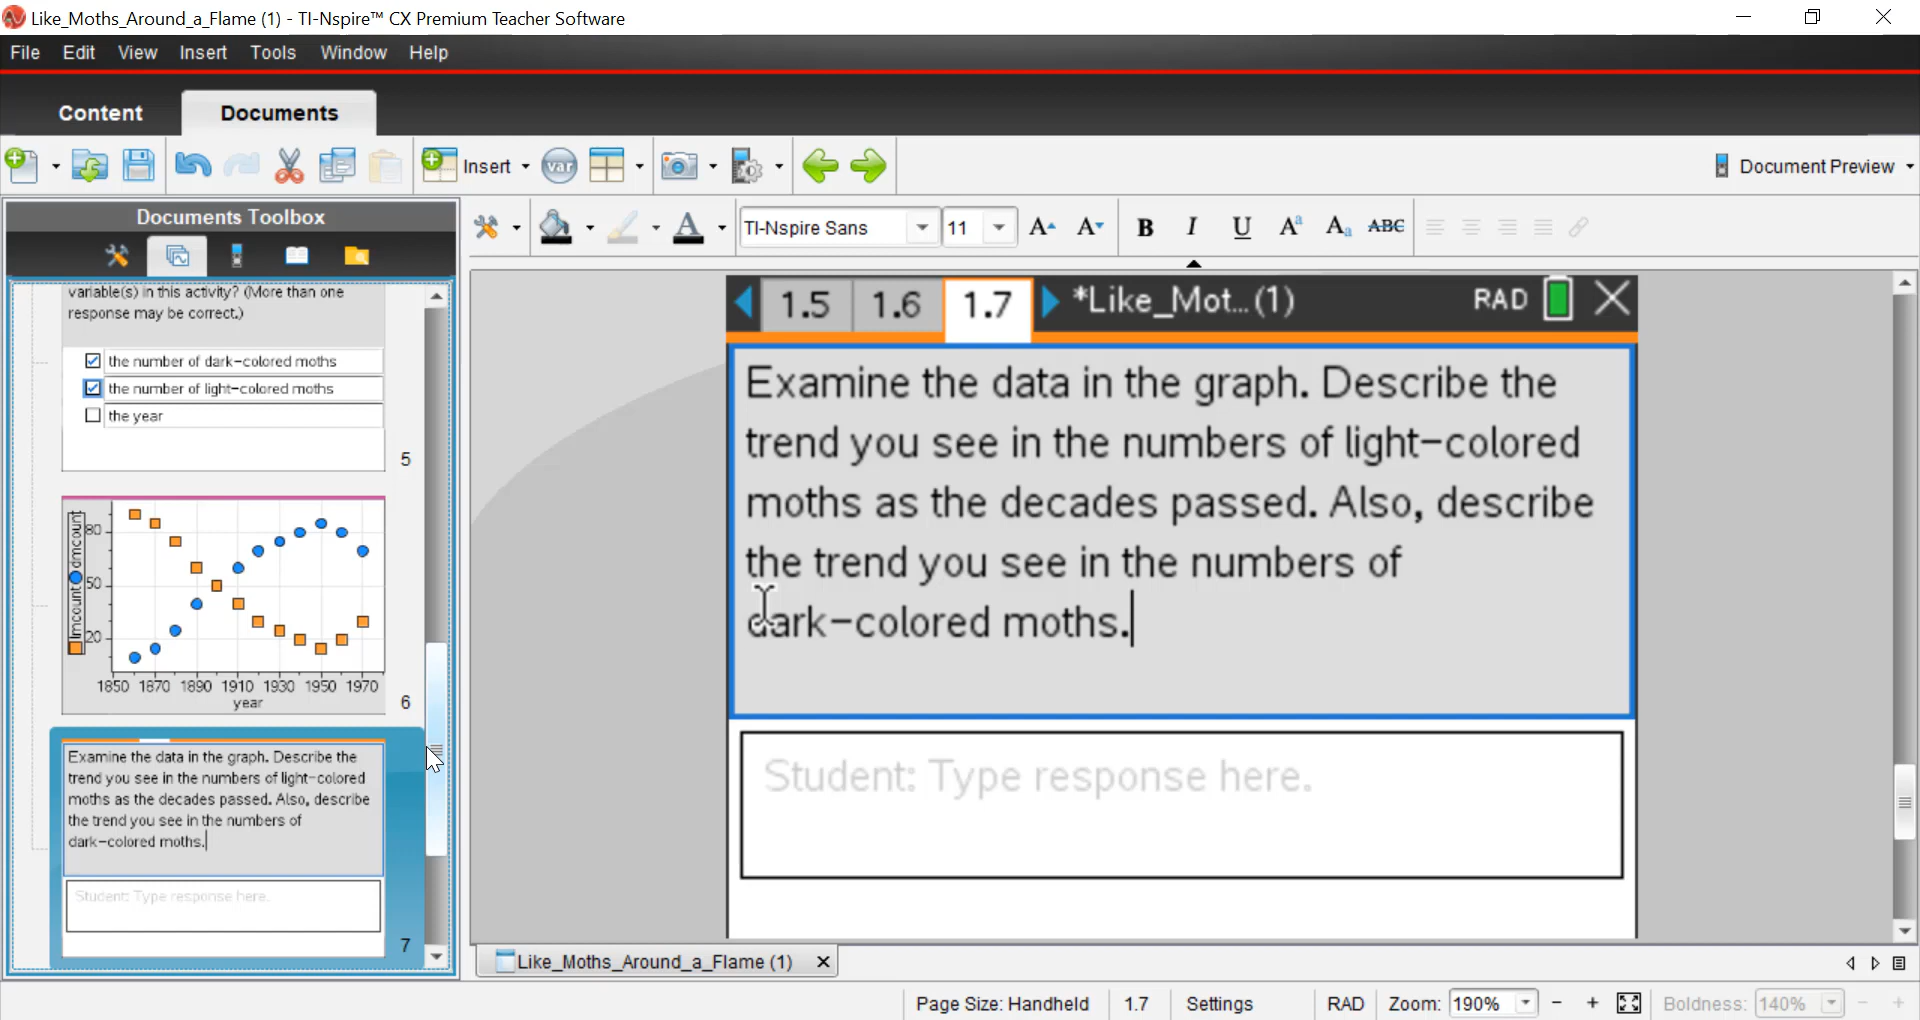 Like_Moths_Around_a_Flame (1) - TI-Nspire™ CX Premium Teacher Software
File Edit View Insert Tools Window Help
Content Documents
Insert var Document Preview
Documents Toolbox
TI-Nspire Sans 11 B I U ABC
variable(s) in this activity? (More than one
response may be correct.)
the number of dark-colored moths
the number of light-colored moths
the year
5
lmcount dmcount
80
50
20
1850 1870 1890 1910 1930 1950 1970
year
6
Examine the data in the graph. Describe the
trend you see in the numbers of light-colored
moths as the decades passed. Also, describe
the trend you see in the numbers of
dark-colored moths.
Student: Type response here.
7
1.5 1.6 1.7 *Like_Mot...(1) RAD
Examine the data in the graph. Describe the
trend you see in the numbers of light-colored
moths as the decades passed. Also, describe
the trend you see in the numbers of
dark-colored moths.
Student: Type response here.
Like_Moths_Around_a_Flame (1)
Page Size: Handheld 1.7 Settings RAD Zoom: 190% Boldness: 140%